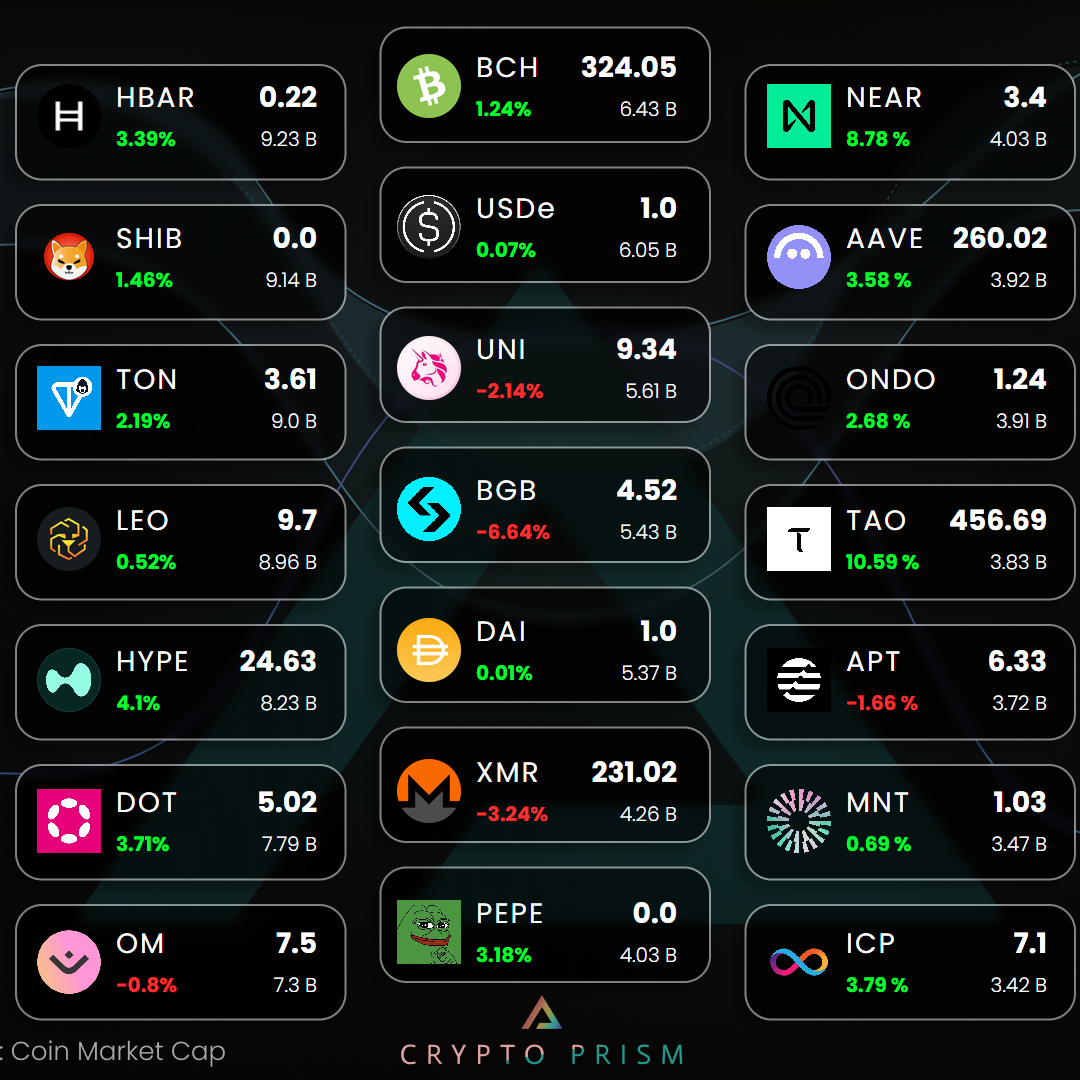 HBAR 0.22
3.39% 9.23 B
SHIB 0.0
1.46% 9.14 B
TON 3.61
2.19% 9.0 B
LEO 9.7
0.52% 8.96 B
HYPE 24.63
4.1% 8.23 B
DOT 5.02
3.71% 7.79 B
OM 7.5
-0.8% 7.3 B
BCH 324.05
1.24% 6.43 B
USDe 1.0
0.07% 6.05 B
UNI 9.34
-2.14% 5.61 B
BGB 4.52
-6.64% 5.43 B
DAI 1.0
0.01% 5.37 B
XMR 231.02
-3.24% 4.26 B
PEPE 0.0
3.18% 4.03 B
NEAR 3.4
8.78 % 4.03 B
AAVE 260.02
3.58 % 3.92 B
ONDO 1.24
2.68 % 3.91 B
TAO 456.69
10.59 % 3.83 B
APT 6.33
-1.66 % 3.72 B
MNT 1.03
0.69 % 3.47 B
ICP 7.1
3.79 % 3.42 B
: Coin Market Cap
CRYPTO PRISM